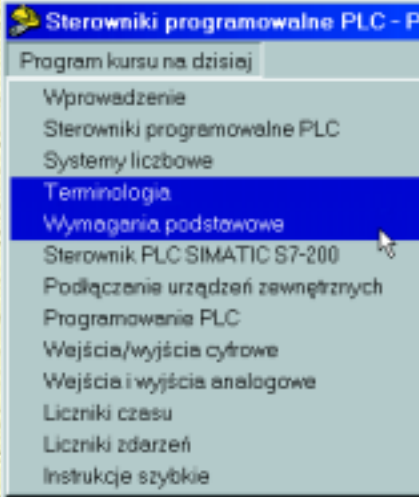 Sterowniki programowalne PLC - P
Program kursu na dzisiaj
Wprowadzenie
Sterowniki programowalne PLC
Systemy liczbowe
Terminologia
Wymagania podstawowe
Sterownik PLC SIMATIC S7-200
Podłączanie urządzeń zewnętrznych
Programowanie PLC
Wejścia/wyjścia cyfrowe
Wejścia i wyjścia analogowe
Liczniki czasu
Liczniki zdarzeń
Instrukcje szybkie